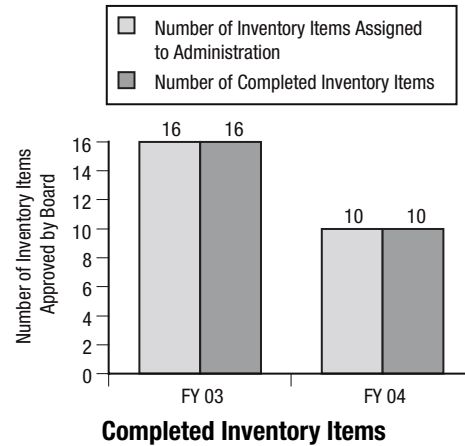 Number of Inventory Items Assigned
to Administration
Number of Completed Inventory Items
Number of Inventory Items
Approved by Board
16
14
12
10
8
6
4
2
0
16 16
10 10
FY 03 FY 04
Completed Inventory Items